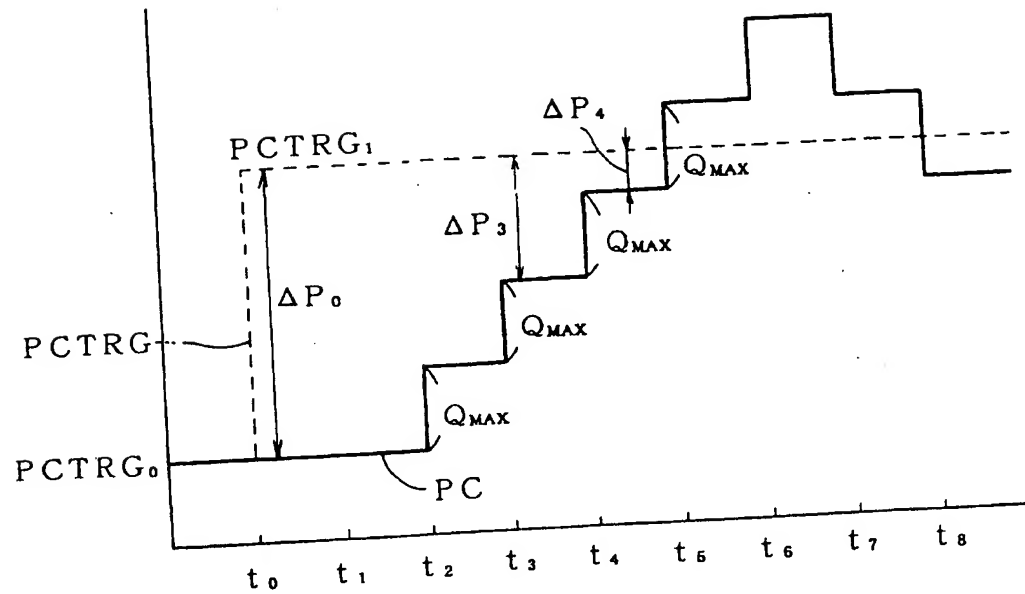 ΔP₄
PCTRG₁
Q_MAX
ΔP₃
Q_MAX
ΔP₀
Q_MAX
PCTRG
Q_MAX
PCTRG₀
PC
t₀ t₁ t₂ t₃ t₄ t₅ t₆ t₇ t₈